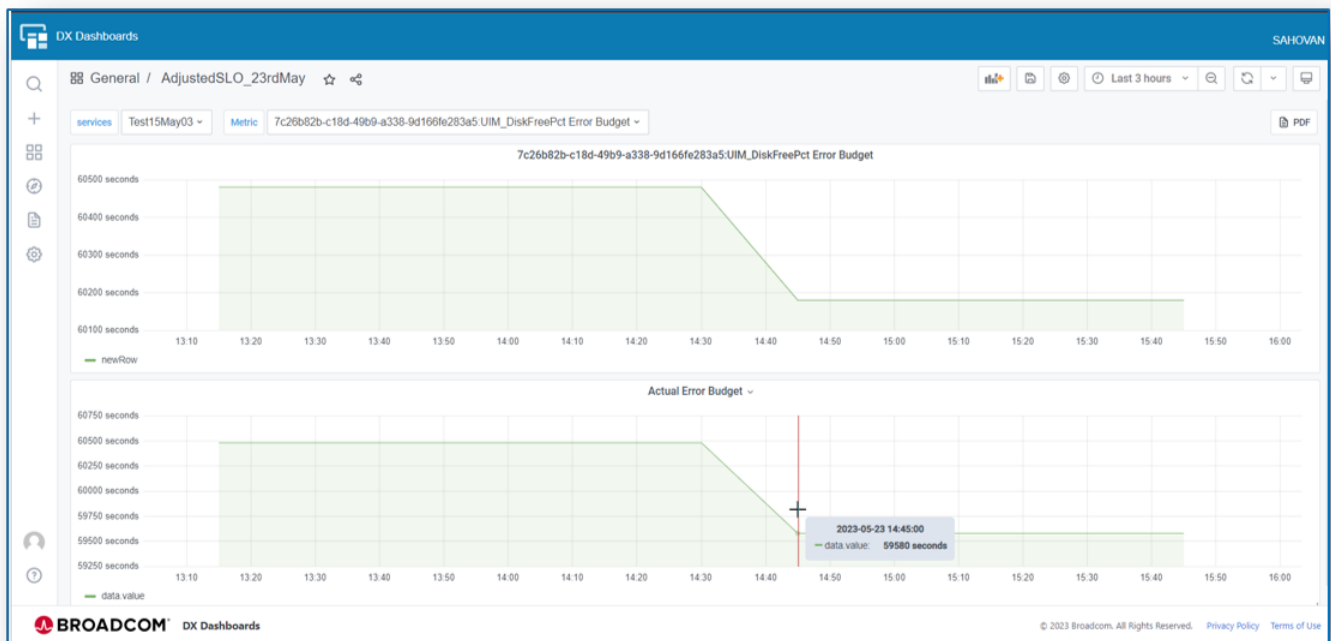 DX Dashboards
SAHOVAN
General / AdjustedSLO_23rdMay
Last 3 hours
services Test15May03 Metric 7c26b82b-c18d-49b9-a338-9d166fe283a5:UIM_DiskFreePct Error Budget
PDF
7c26b82b-c18d-49b9-a338-9d166fe283a5:UIM_DiskFreePct Error Budget
60500 seconds
60400 seconds
60300 seconds
60200 seconds
60100 seconds
13:10 13:20 13:30 13:40 13:50 14:00 14:10 14:20 14:30 14:40 14:50 15:00 15:10 15:20 15:30 15:40 15:50 16:00
newRow
Actual Error Budget
60750 seconds
60500 seconds
60250 seconds
60000 seconds
59750 seconds
59500 seconds
59250 seconds
2023-05-23 14:45:00
data.value: 59580 seconds
13:10 13:20 13:30 13:40 13:50 14:00 14:10 14:20 14:30 14:40 14:50 15:00 15:10 15:20 15:30 15:40 15:50 16:00
data.value
BROADCOM DX Dashboards
© 2023 Broadcom. All Rights Reserved. Privacy Policy Terms of Use